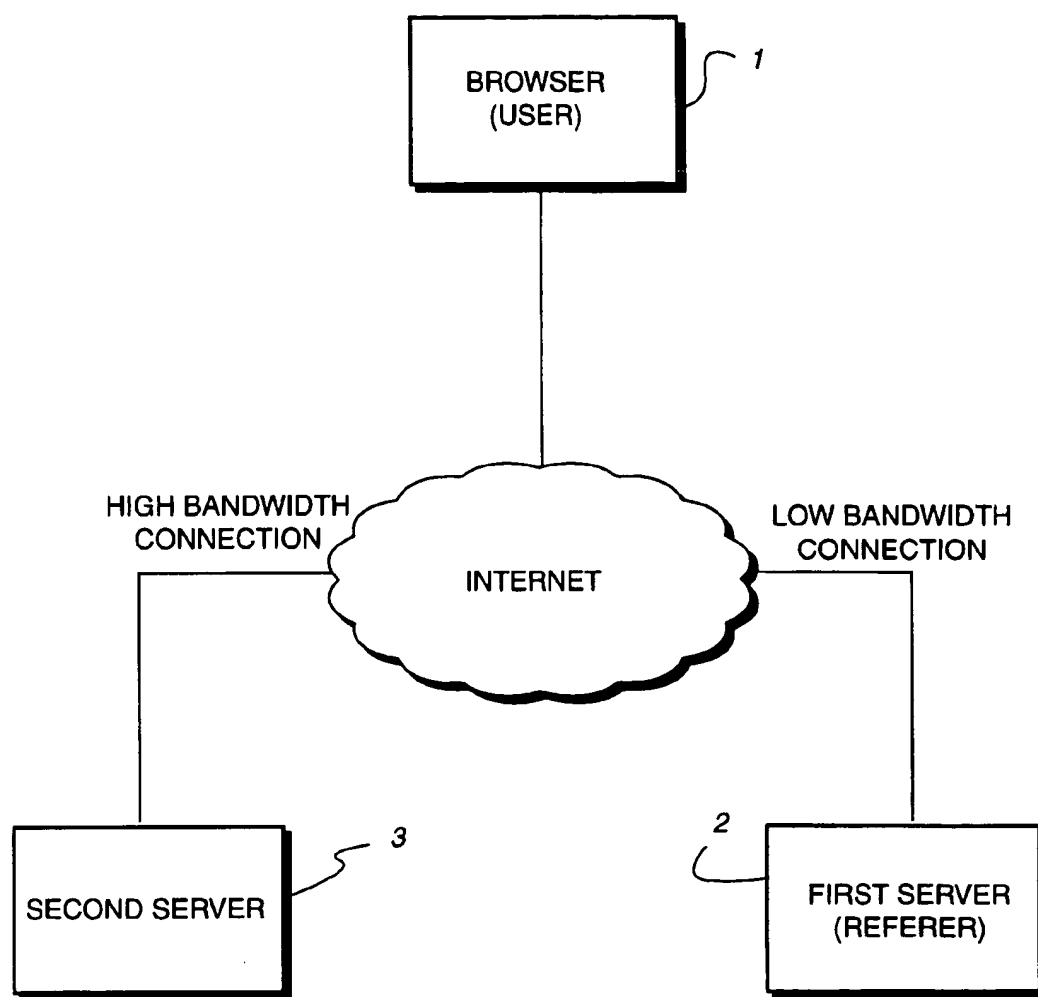 BROWSER
(USER)
1
HIGH BANDWIDTH
CONNECTION
INTERNET
LOW BANDWIDTH
CONNECTION
SECOND SERVER
3
2
FIRST SERVER
(REFERER)